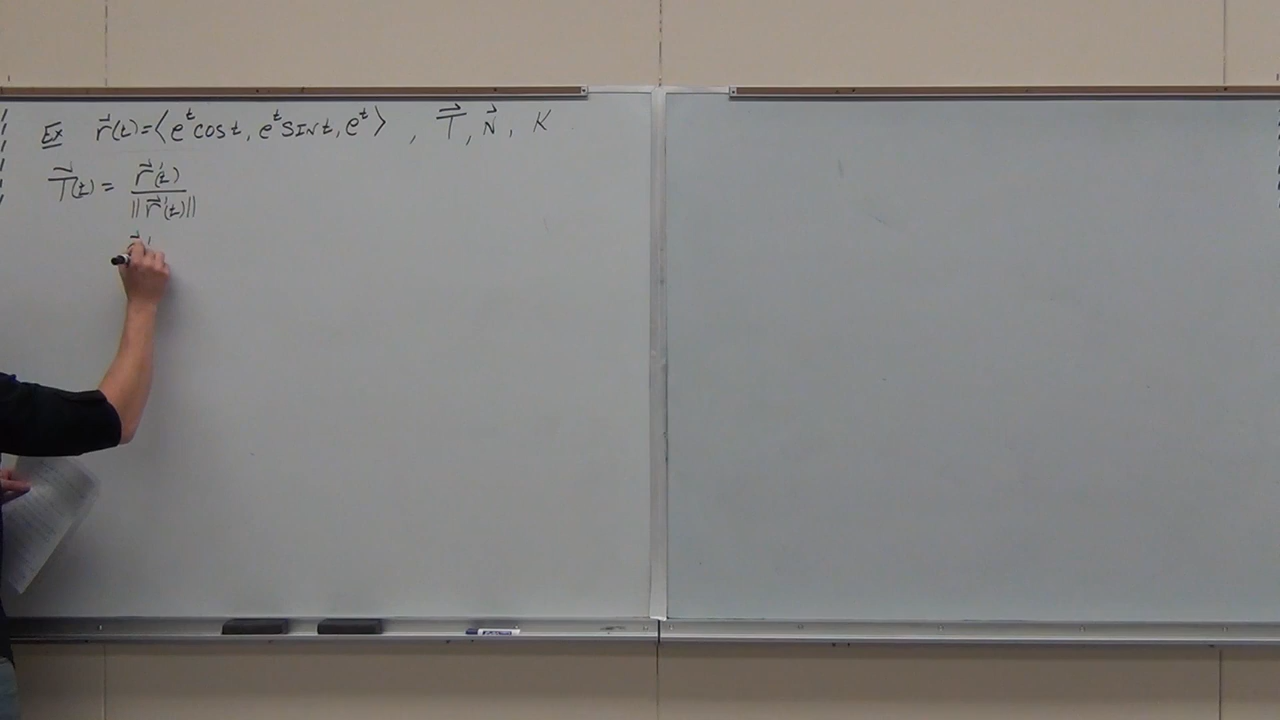 Ex r⃗(t)=⟨e^t cos t, e^t sin t, e^t⟩ , T⃗, N⃗, K
T⃗(t) = r⃗'(t) / ||r⃗'(t)||